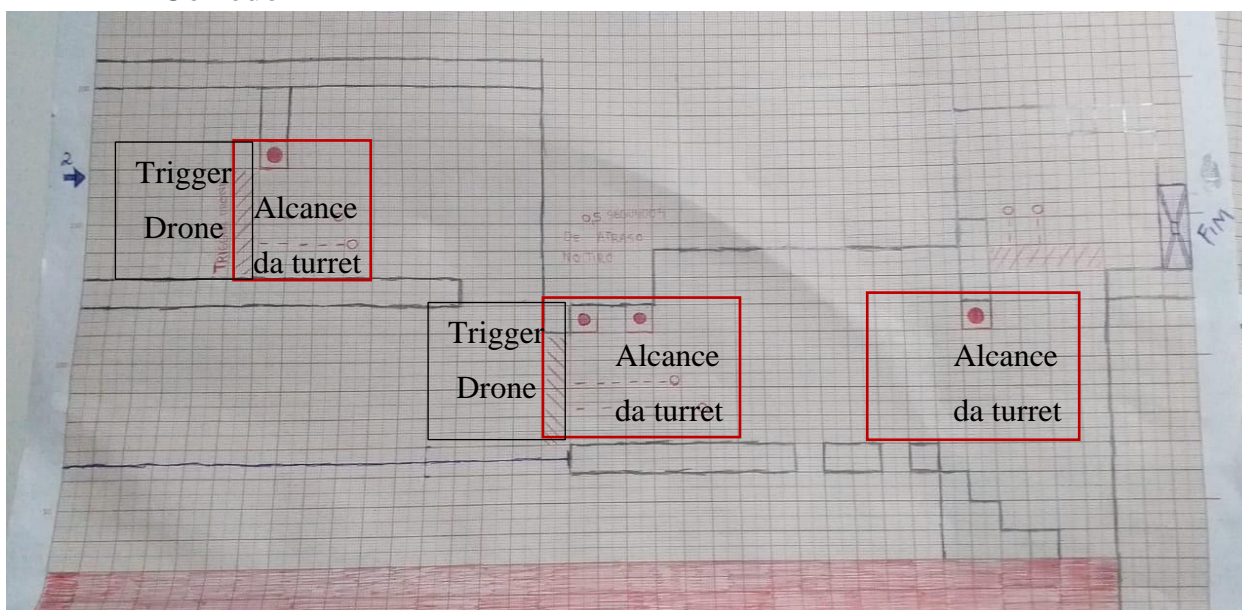 2
Trigger
Drone
Alcance
da turret
0,5 SEGUNDOS
DE ATRASO
NO TIRO
Trigger
Drone
Alcance
da turret
Alcance
da turret
FIM